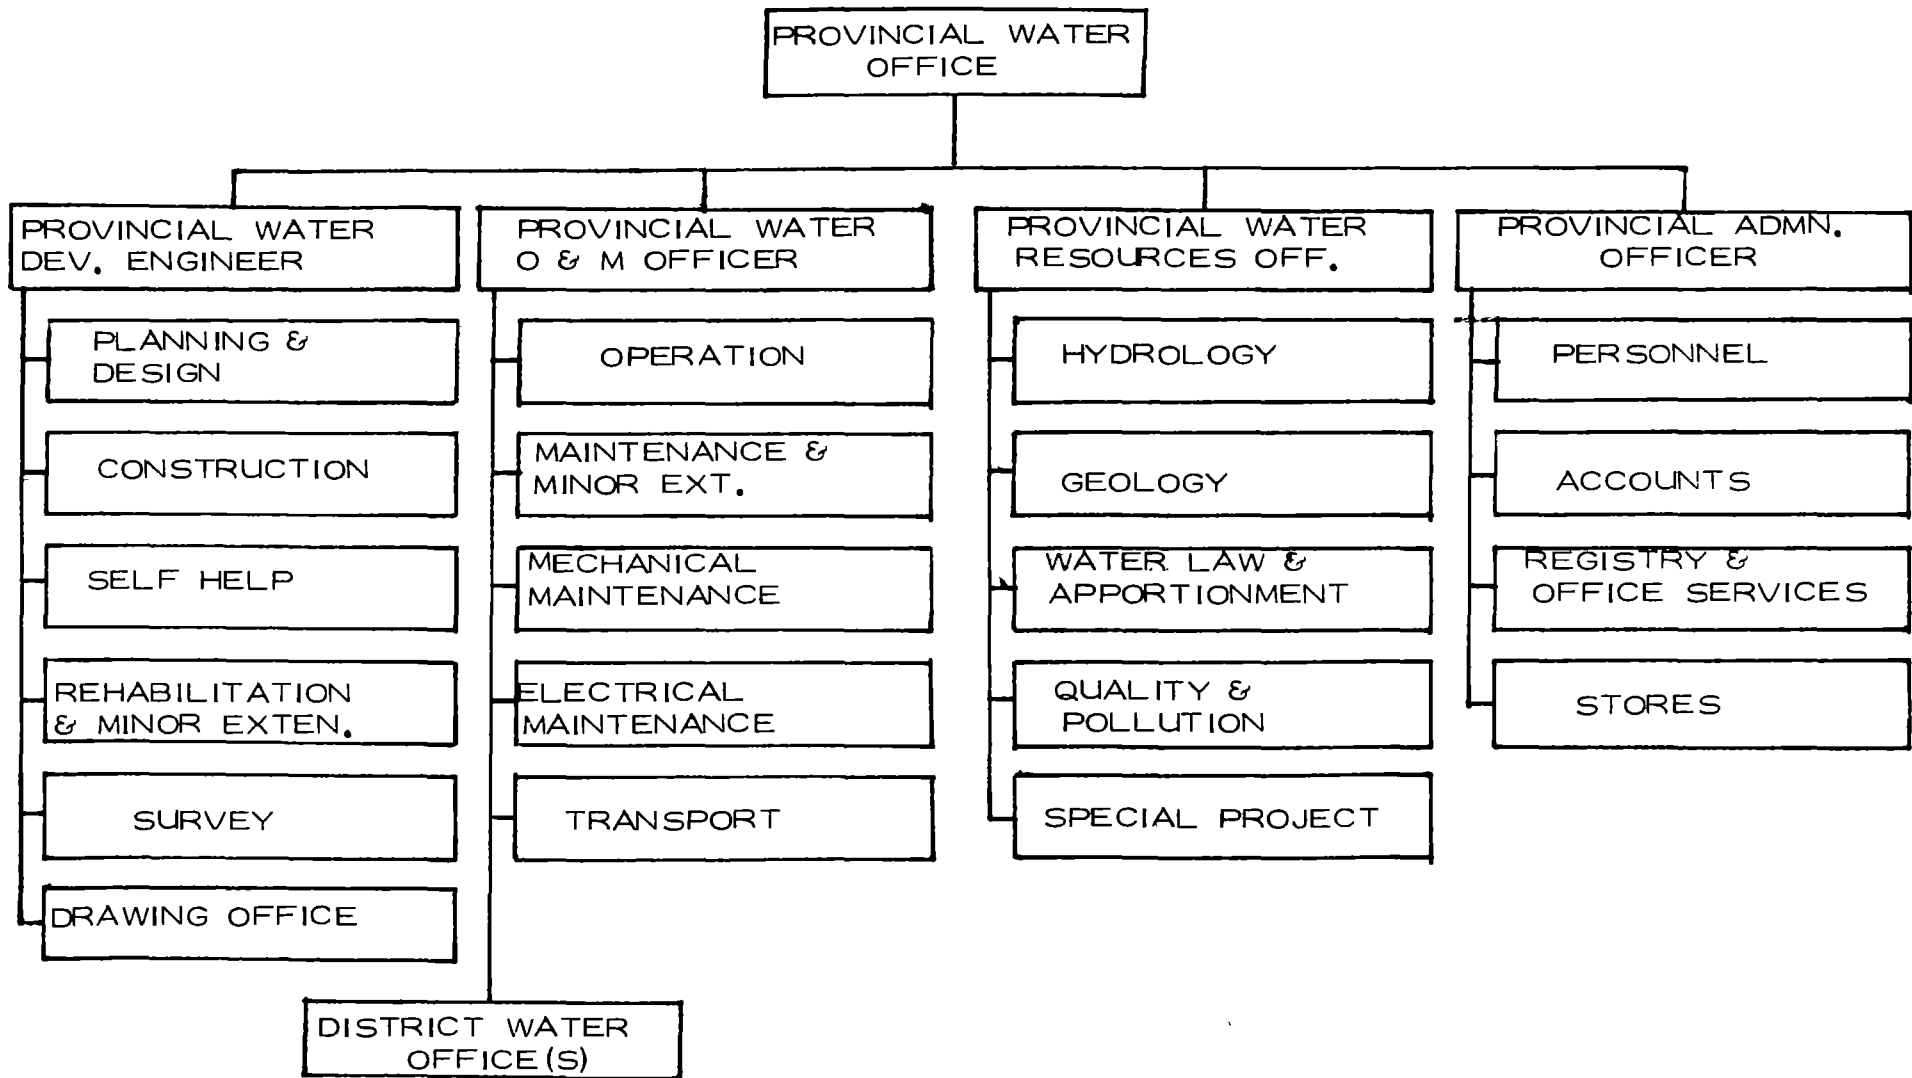 PROVINCIAL WATER
OFFICE
PROVINCIAL WATER
DEV. ENGINEER
PLANNING &
DESIGN
CONSTRUCTION
SELF HELP
REHABILITATION
& MINOR EXTEN.
SURVEY
DRAWING OFFICE
PROVINCIAL WATER
O & M OFFICER
OPERATION
MAINTENANCE &
MINOR EXT.
MECHANICAL
MAINTENANCE
ELECTRICAL
MAINTENANCE
TRANSPORT
DISTRICT WATER
OFFICE(S)
PROVINCIAL WATER
RESOURCES OFF.
HYDROLOGY
GEOLOGY
WATER LAW &
APPORTIONMENT
QUALITY &
POLLUTION
SPECIAL PROJECT
PROVINCIAL ADMN.
OFFICER
PERSONNEL
ACCOUNTS
REGISTRY &
OFFICE SERVICES
STORES